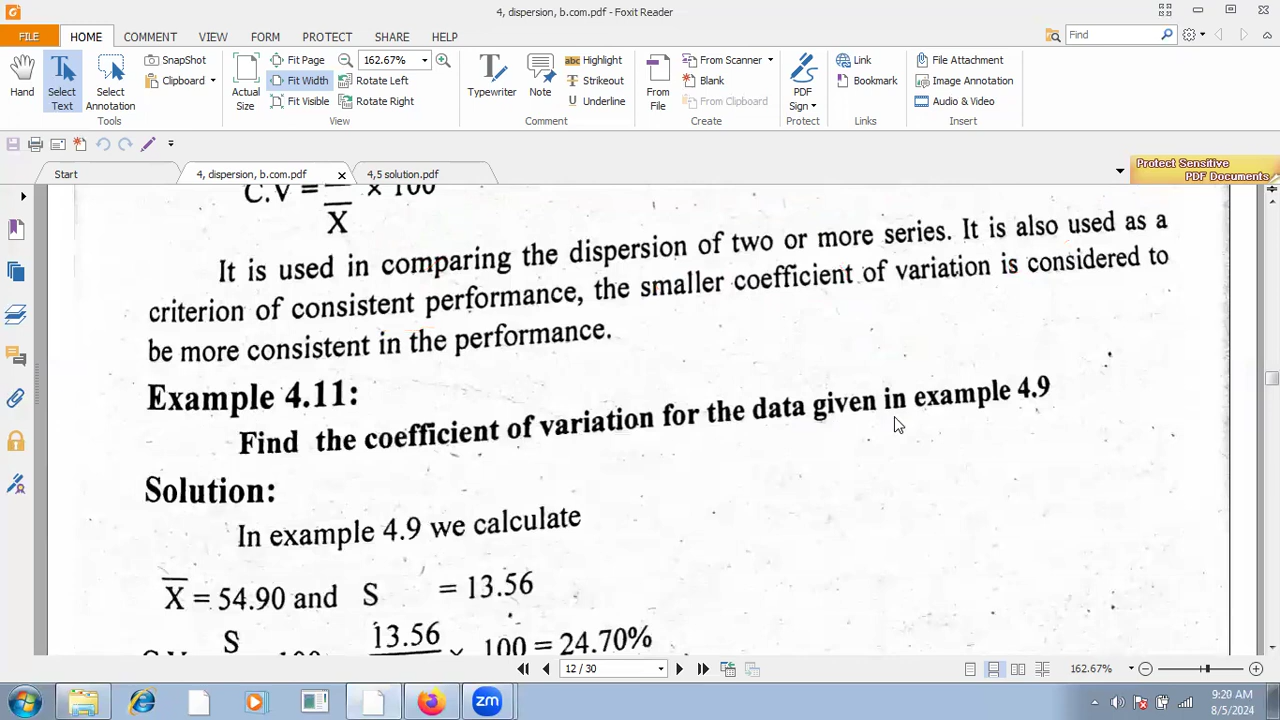 4, dispersion, b.com.pdf - Foxit Reader
FILE HOME COMMENT VIEW FORM PROTECT SHARE HELP Find
Hand
Select Text
Select Annotation
SnapShot
Clipboard
Tools
Actual Size
Fit Page
Fit Width
Fit Visible
162.67%
Rotate Left
Rotate Right
View
Typewriter
Note
Highlight
Strikeout
Underline
Comment
From File
From Scanner
Blank
From Clipboard
Create
PDF Sign
Protect
Link
Bookmark
Links
File Attachment
Image Annotation
Audio & Video
Insert
Start 4, dispersion, b.com.pdf 4,5 solution.pdf
Protect Sensitive
PDF Documents
C.V = — × 100
X̄
It is used in comparing the dispersion of two or more series. It is also used as a
criterion of consistent performance, the smaller coefficient of variation is considered to
be more consistent in the performance.
Example 4.11:
Find the coefficient of variation for the data given in example 4.9
Solution:
In example 4.9 we calculate
X̄ = 54.90 and S = 13.56
S 13.56
× 100 = 24.70%
12 / 30
162.67%
zm
9:20 AM
8/5/2024